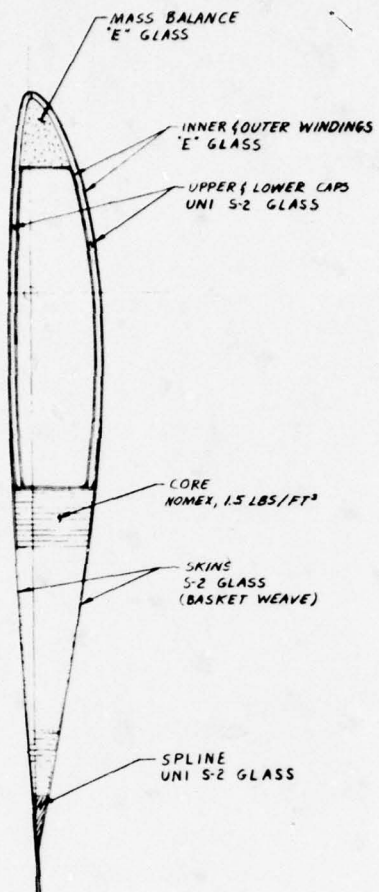 MASS BALANCE
"E" GLASS
INNER & OUTER WINDINGS
"E" GLASS
UPPER & LOWER CAPS
UNI S-2 GLASS
CORE
NOMEX, 1.5 LBS/FT³
SKINS
S-2 GLASS
(BASKET WEAVE)
SPLINE
UNI S-2 GLASS